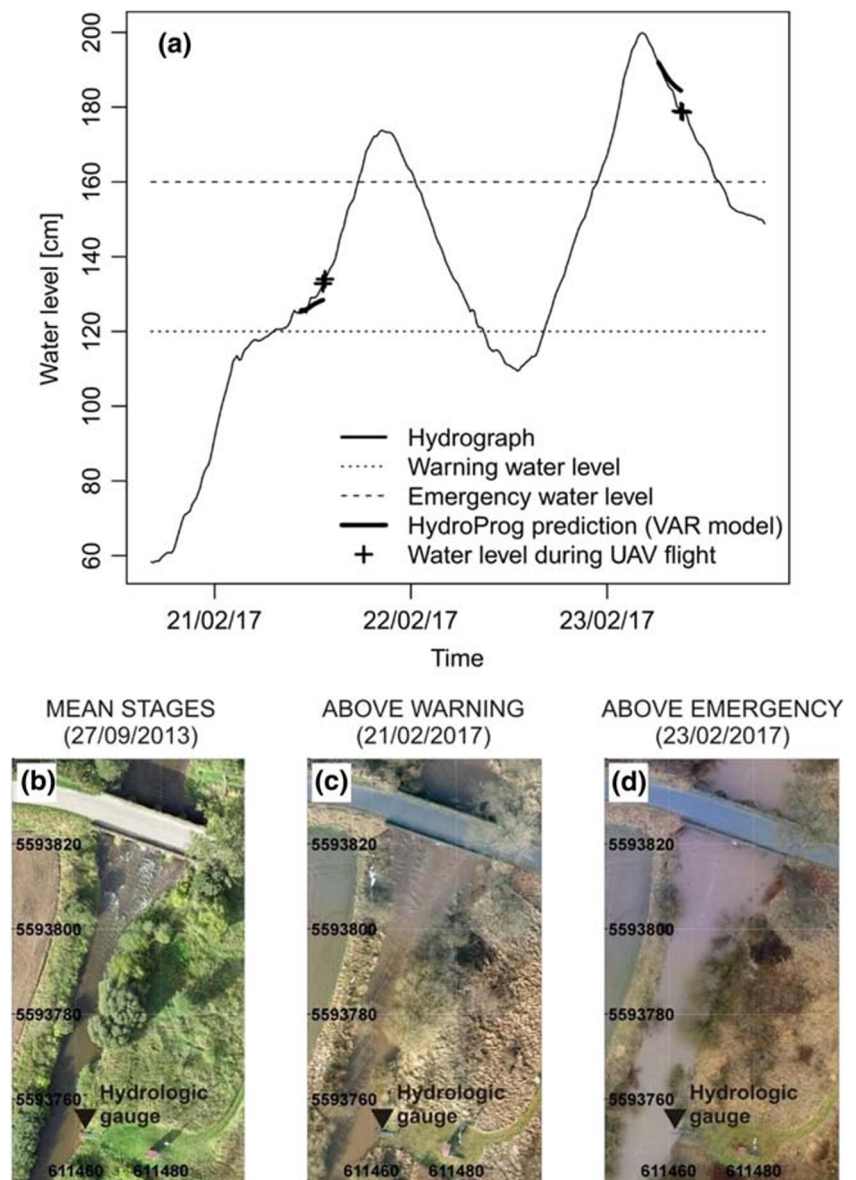 (a)
200
180
160
140
120
100
80
60
Water level [cm]
Hydrograph
Warning water level
Emergency water level
HydroProg prediction (VAR model)
Water level during UAV flight
21/02/17
22/02/17
23/02/17
Time
MEAN STAGES
(27/09/2013)
(b)
5593820
5593800
5593780
5593760
Hydrologic
gauge
611460
611480
ABOVE WARNING
(21/02/2017)
(c)
5593820
5593800
5593780
5593760
Hydrologic
gauge
611460
611480
ABOVE EMERGENCY
(23/02/2017)
(d)
5593820
5593800
5593780
5593760
Hydrologic
gauge
611460
611480